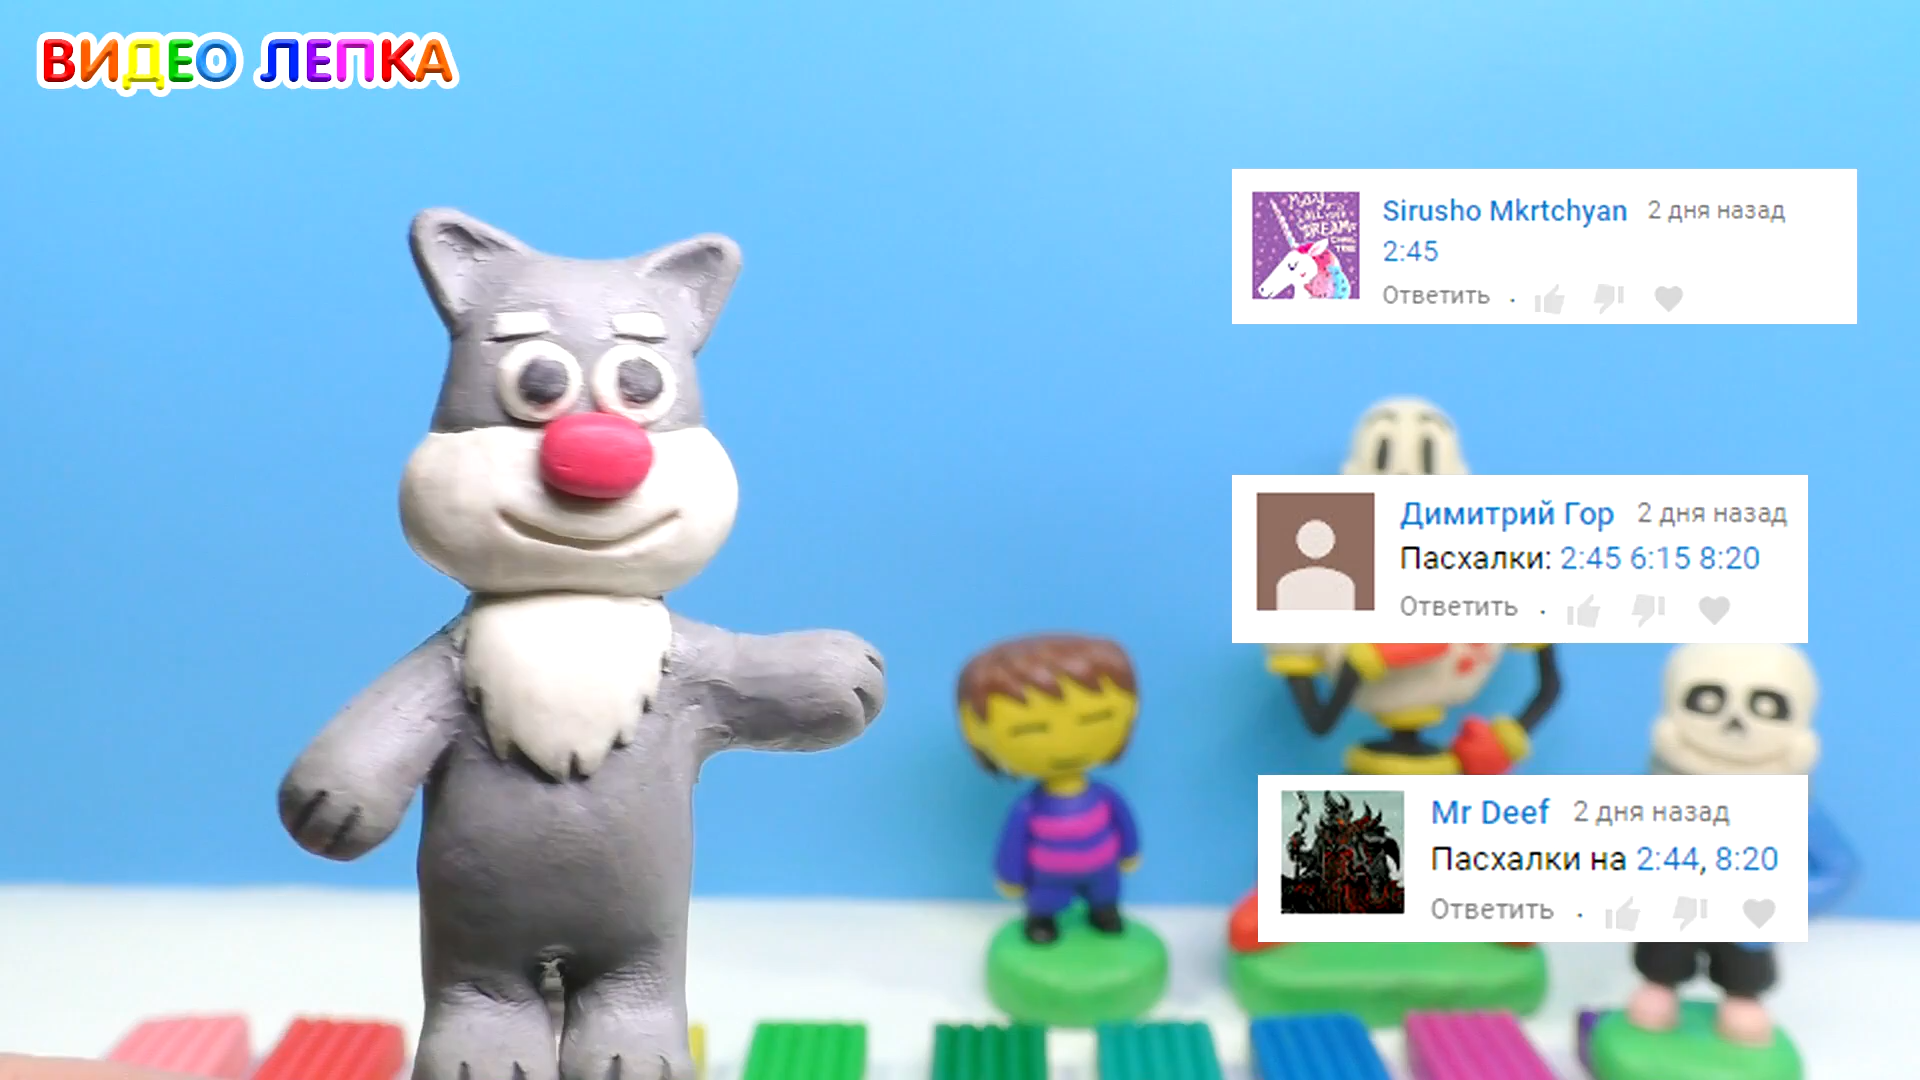 ВИДЕО ЛЕПКА
Sirusho Mkrtchyan 2 дня назад
2:45
Ответить
Димитрий Гор 2 дня назад
Пасхалки: 2:45 6:15 8:20
Ответить
Mr Deef 2 дня назад
Пасхалки на 2:44, 8:20
Ответить